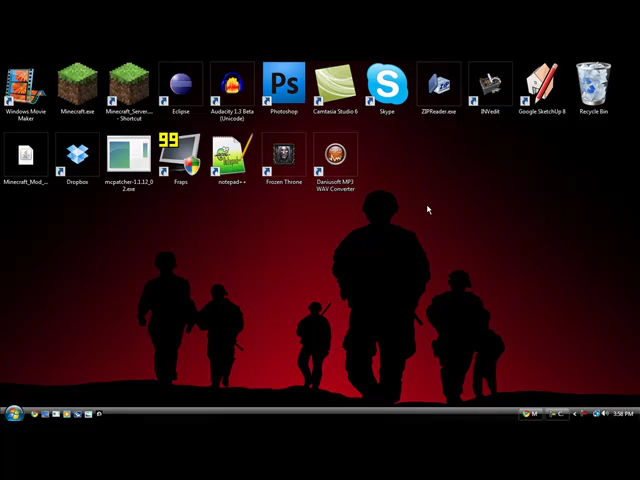 Windows Movie
Maker
Minecraft.exe
Minecraft_Server....
- Shortcut
Eclipse
Audacity 1.3 Beta
(Unicode)
Ps
Photoshop
Camtasia Studio 6
Skype
ZIPReader.exe
INVedit
Google SketchUp 8
Recycle Bin
Minecraft_Mod_...
Dropbox
mcpatcher-1.1.12_0
2.exe
99
Fraps
notepad++
Frozen Throne
Daniusoft MP3
WAV Converter
M
C.
3:58 PM